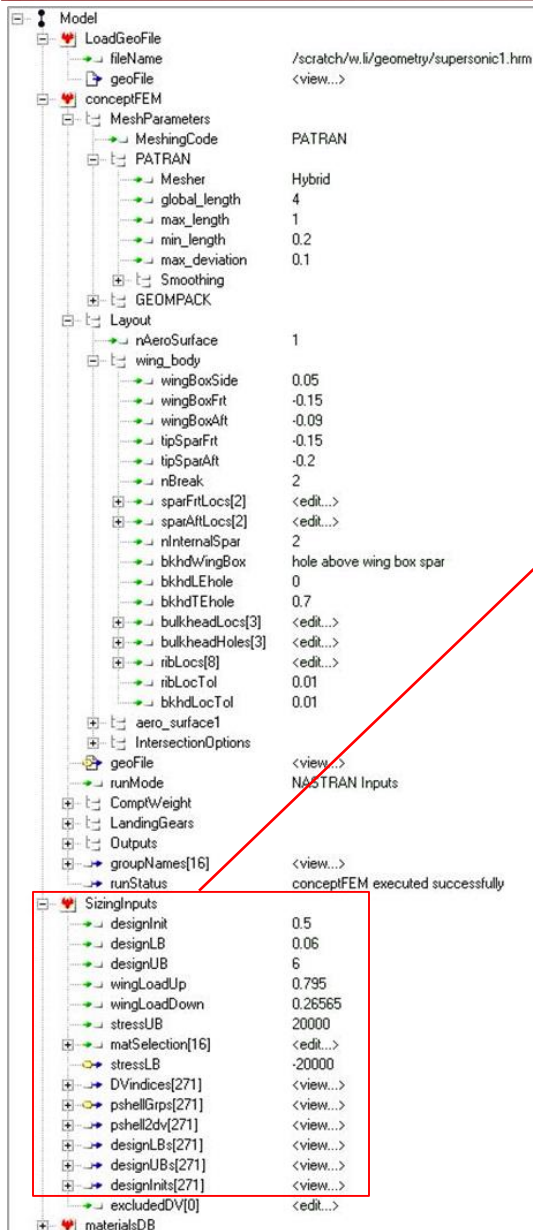 Model
LoadGeoFile
fileName /scratch/w.li/geometry/supersonic1.hrm
geoFile <view...>
conceptFEM
MeshParameters
MeshingCode PATRAN
PATRAN
Mesher Hybrid
global_length 4
max_length 1
min_length 0.2
max_deviation 0.1
Smoothing
GEOMPACK
Layout
nAeroSurface 1
wing_body
wingBoxSide 0.05
wingBoxFrt -0.15
wingBoxAft -0.09
tipSparFrt -0.15
tipSparAft -0.2
nBreak 2
sparFrtLocs[2] <edit...>
sparAftLocs[2] <edit...>
nInternalSpar 2
bkhdWingBox hole above wing box spar
bkhdLEhole 0
bkhdTEhole 0.7
bulkheadLocs[3] <edit...>
bulkheadHoles[3] <edit...>
ribLocs[8] <edit...>
ribLocTol 0.01
bkhdLocTol 0.01
aero_surface1
IntersectionOptions
geoFile <view...>
runMode NASTRAN Inputs
ComptWeight
LandingGears
Outputs
groupNames[16] <view...>
runStatus conceptFEM executed successfully
SizingInputs
designInit 0.5
designLB 0.06
designUB 6
wingLoadUp 0.795
wingLoadDown 0.26565
stressUB 20000
matSelection[16] <edit...>
stressLB -20000
DVindices[271] <view...>
pshellGrps[271] <view...>
pshell2dv[271] <view...>
designLBs[271] <view...>
designUBs[271] <view...>
designInits[271] <view...>
excludedDV[0] <edit...>
materialsDB